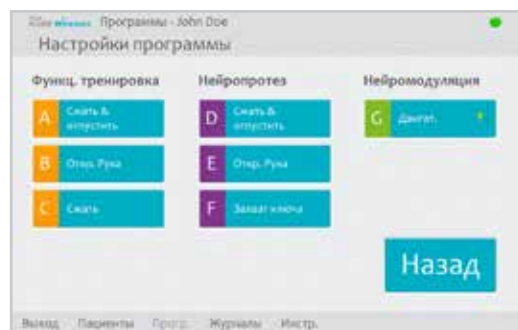 Программы - John Doe
Настройки программы
Функц. тренировка
Нейропротез
Нейромодуляция
A
Сжать &
отпустить
D
Сжать &
отпустить
G
Двигат.
B
Откр. Рука
E
Откр. Рука
C
Сжать
F
Захват ключа
Назад
Выход
Пациенты
Прогр.
Журналы
Инстр.